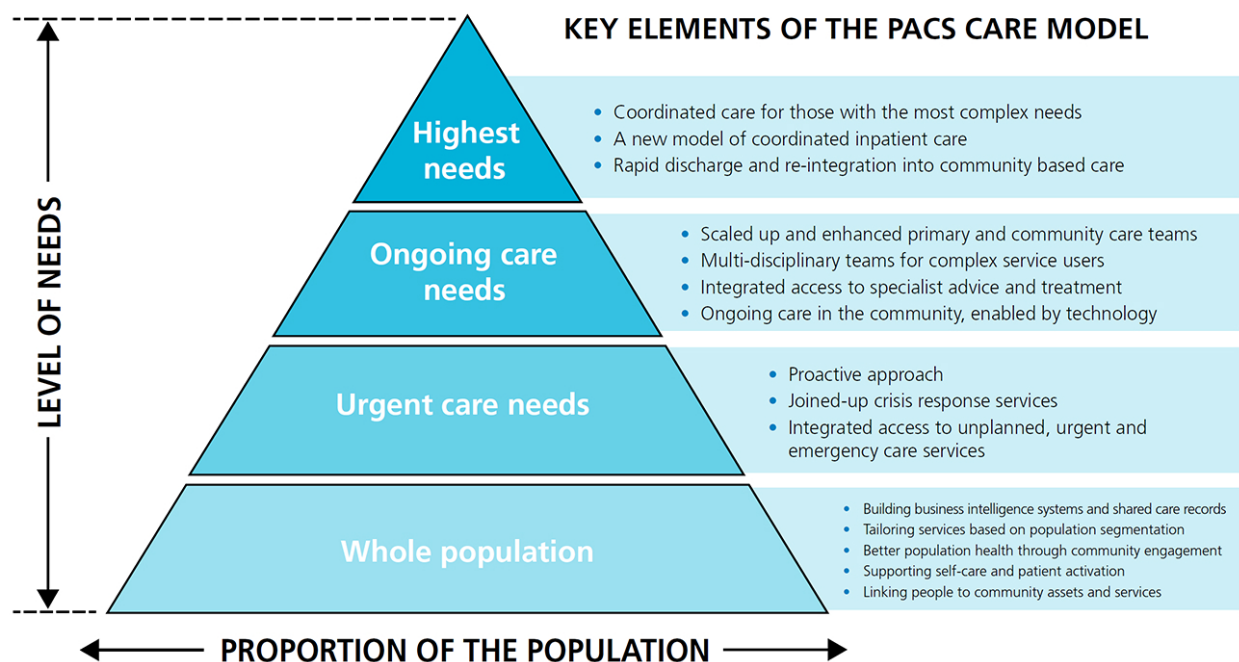 KEY ELEMENTS OF THE PACS CARE MODEL
LEVEL OF NEEDS
Highest
needs
• Coordinated care for those with the most complex needs
• A new model of coordinated inpatient care
• Rapid discharge and re-integration into community based care
Ongoing care
needs
• Scaled up and enhanced primary and community care teams
• Multi-disciplinary teams for complex service users
• Integrated access to specialist advice and treatment
• Ongoing care in the community, enabled by technology
Urgent care needs
• Proactive approach
• Joined-up crisis response services
• Integrated access to unplanned, urgent and
emergency care services
Whole population
• Building business intelligence systems and shared care records
• Tailoring services based on population segmentation
• Better population health through community engagement
• Supporting self-care and patient activation
• Linking people to community assets and services
PROPORTION OF THE POPULATION